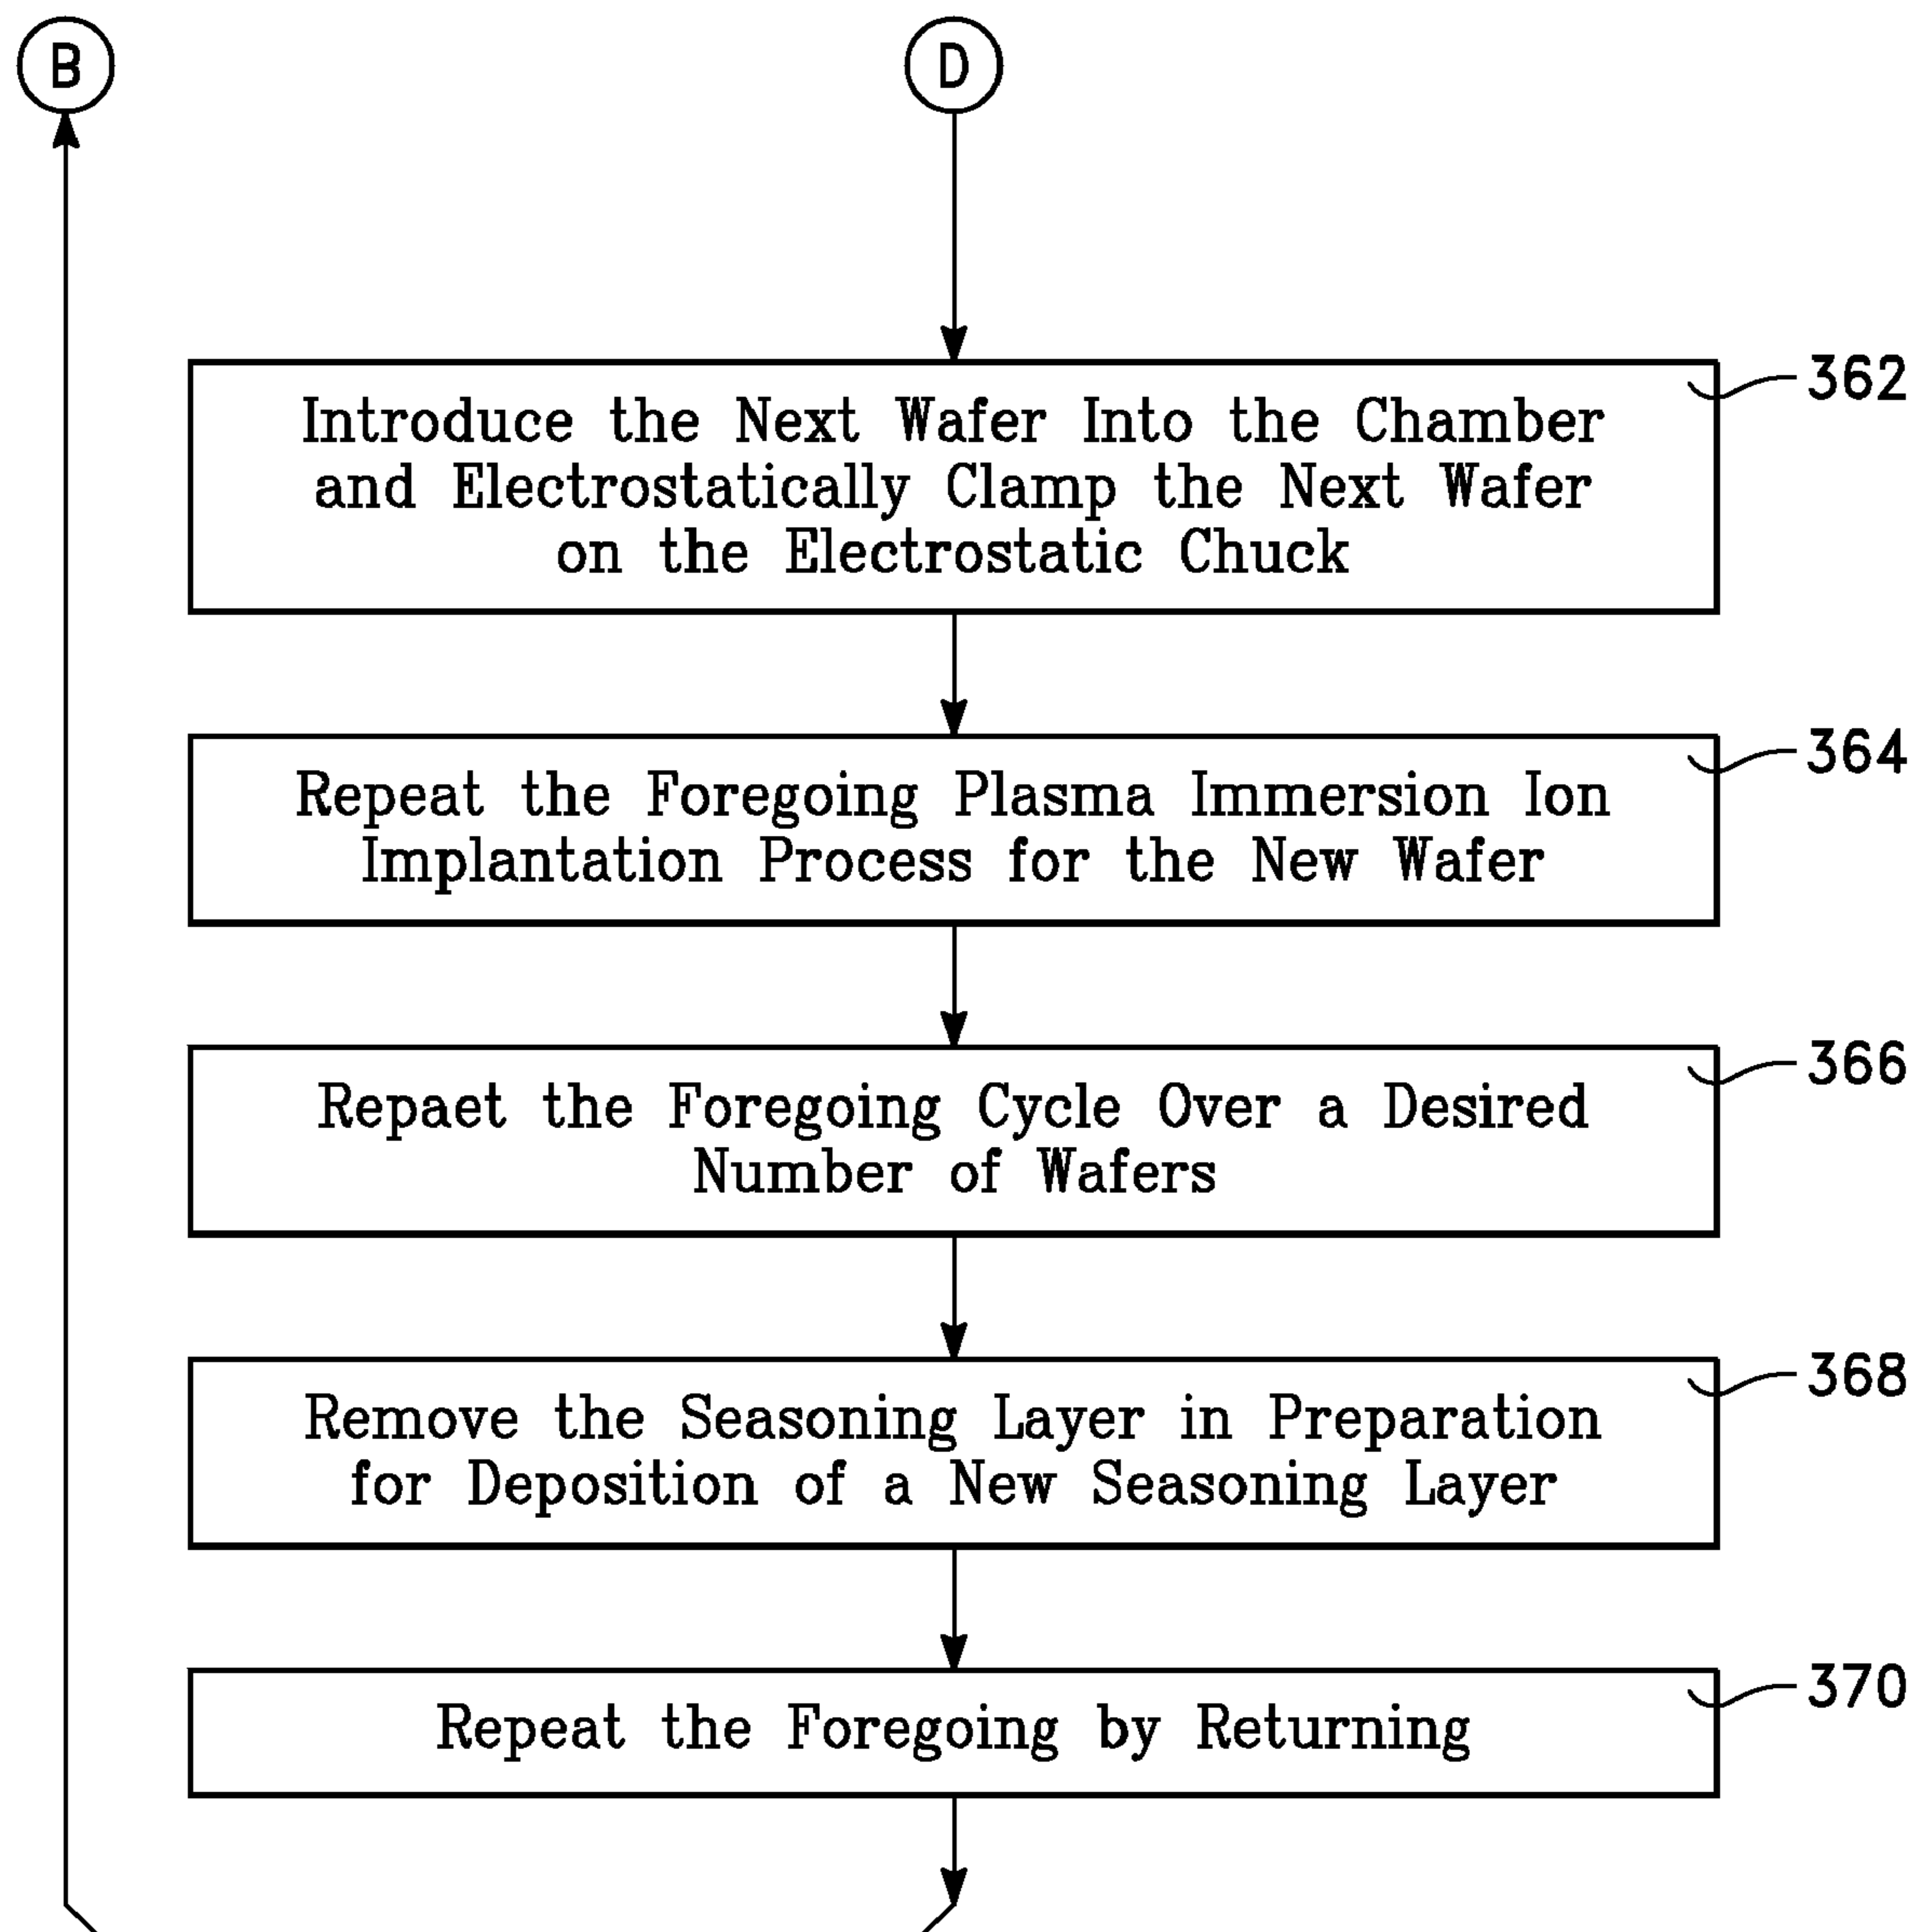 B
D
Introduce the Next Wafer Into the Chamber
and Electrostatically Clamp the Next Wafer
on the Electrostatic Chuck
362
Repeat the Foregoing Plasma Immersion Ion
Implantation Process for the New Wafer
364
Repaet the Foregoing Cycle Over a Desired
Number of Wafers
366
Remove the Seasoning Layer in Preparation
for Deposition of a New Seasoning Layer
368
Repeat the Foregoing by Returning
370